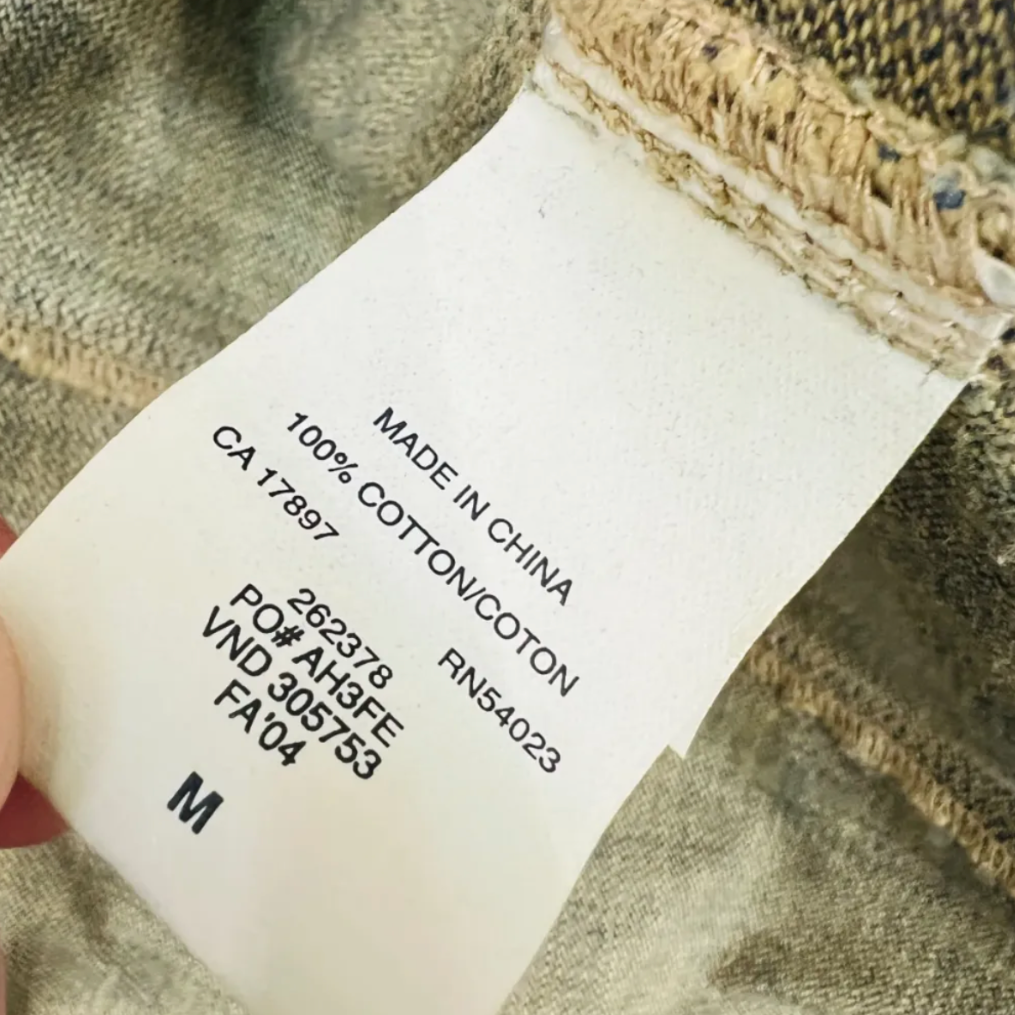 MADE IN CHINA
100% COTTON/COTON
CA 17897 RN54023
262378
PO# AH3FE
VND 305753
FA'04
M